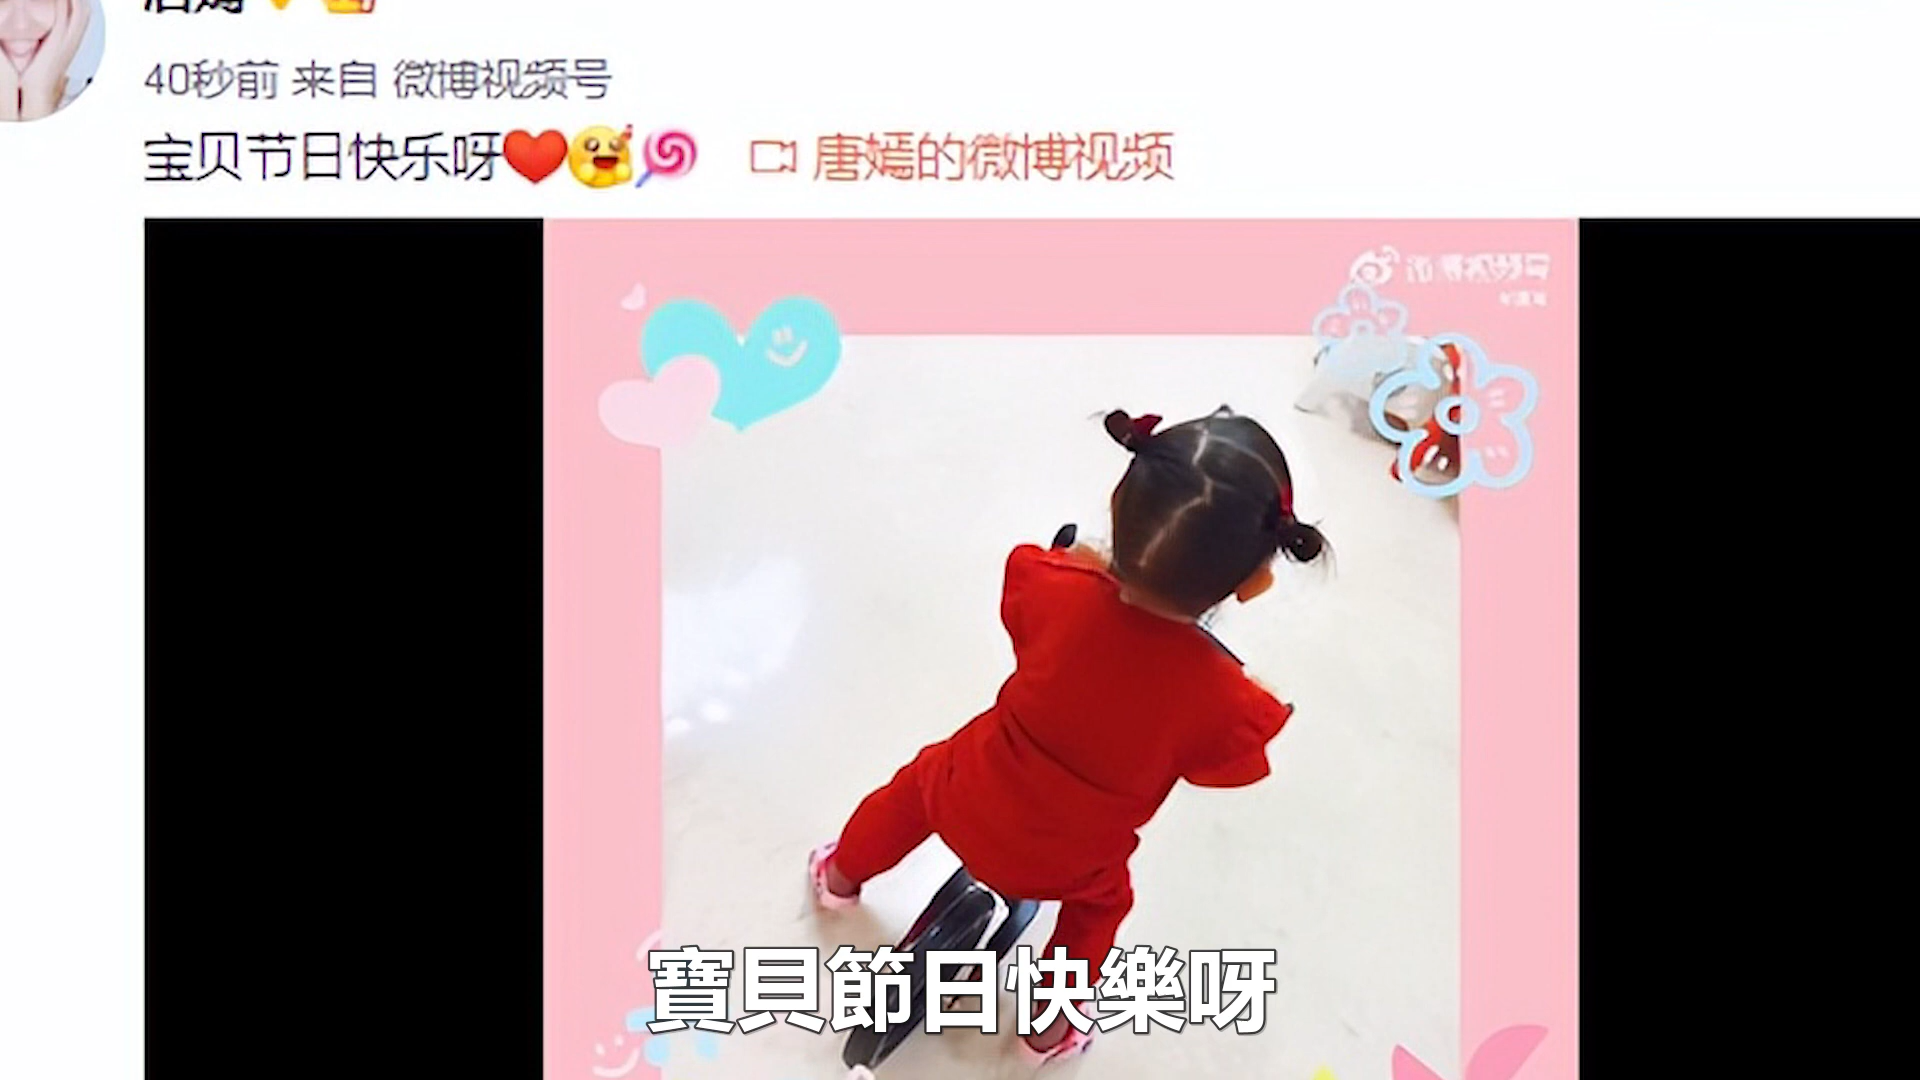 40秒前 来自 微博视频号
宝贝节日快乐呀 唐嫣的微博视频
寶貝節日快樂呀